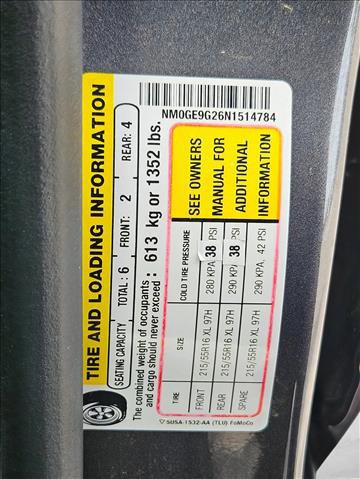 NM0GE9G26N1514784
TIRE AND LOADING INFORMATION
SEATING CAPACITY TOTAL: 6 FRONT: 2 REAR: 4
The combined weight of occupants
and cargo should never exceed: 613 kg or 1352 lbs.
TIRE SIZE COLD TIRE PRESSURE SEE OWNERS
FRONT 215/55R16 XL 97H 280 KPA, 38 PSI MANUAL FOR
REAR 215/55R16 XL 97H 290 KPA, 38 PSI ADDITIONAL
SPARE 215/55R16 XL 97H 290 KPA, 42 PSI INFORMATION
5USA-1532-AA (TLU) FoMoCo